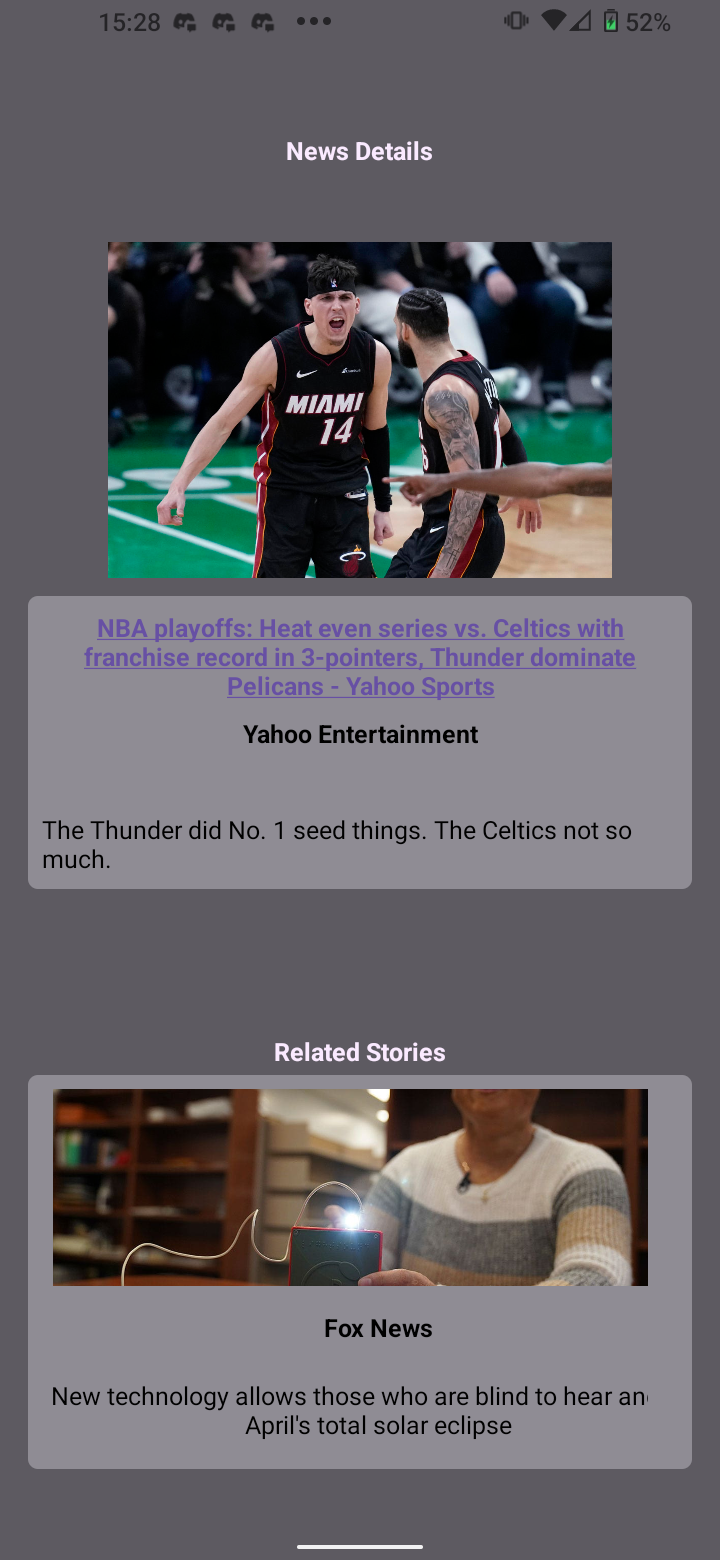 15:28
52%
News Details
MIAMI
14
NBA playoffs: Heat even series vs. Celtics with
franchise record in 3-pointers, Thunder dominate
Pelicans - Yahoo Sports
Yahoo Entertainment
The Thunder did No. 1 seed things. The Celtics not so
much.
Related Stories
Fox News
New technology allows those who are blind to hear
April's total solar eclipse